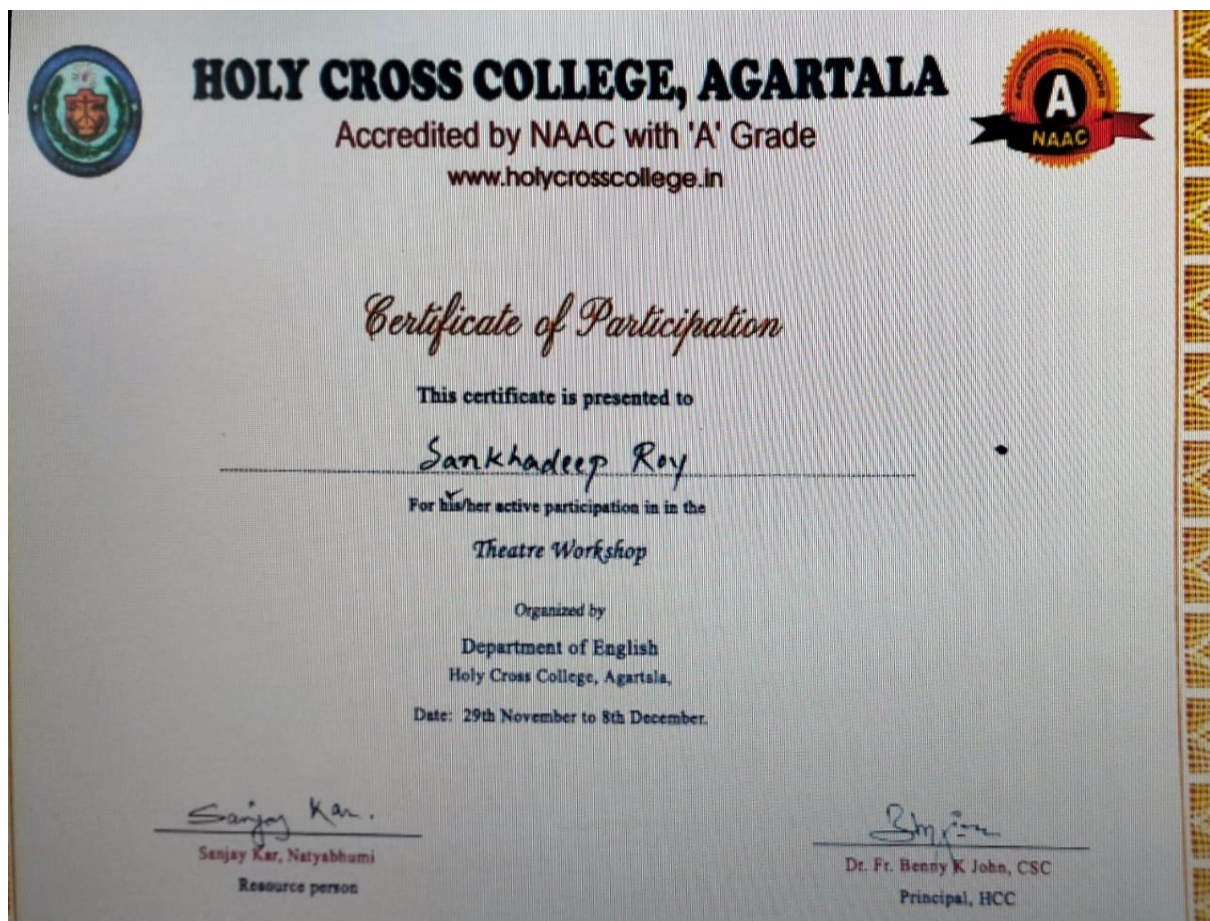 HOLY CROSS COLLEGE, AGARTALA
Accredited by NAAC with 'A' Grade
www.holycrosscollege.in
ACCREDITED WITH GRADE
A
NAAC
Certificate of Participation
This certificate is presented to
Sankhadeep Roy
For his/her active participation in in the
Theatre Workshop
Organized by
Department of English
Holy Cross College, Agartala,
Date: 29th November to 8th December.
Sanjay Kar.
Sanjay Kar, Natyabhumi
Resource person
Dr. Fr. Benny K John, CSC
Principal, HCC